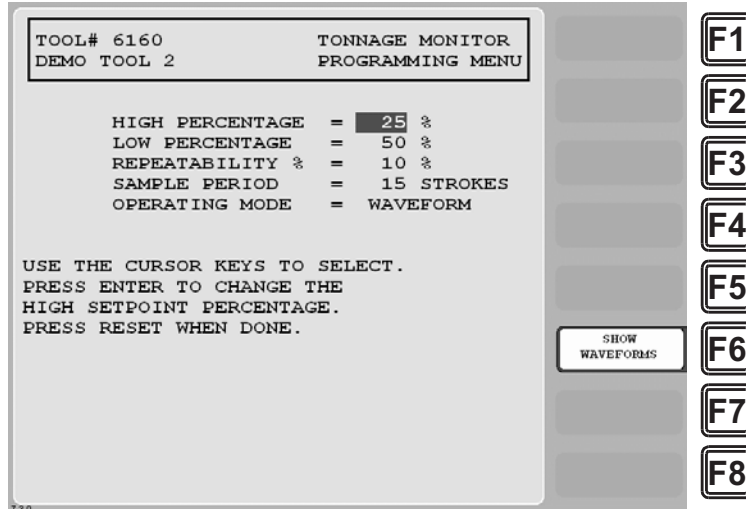 TOOL# 6160 TONNAGE MONITOR
DEMO TOOL 2 PROGRAMMING MENU
HIGH PERCENTAGE = 25 %
LOW PERCENTAGE = 50 %
REPEATABILITY % = 10 %
SAMPLE PERIOD = 15 STROKES
OPERATING MODE = WAVEFORM
USE THE CURSOR KEYS TO SELECT.
PRESS ENTER TO CHANGE THE
HIGH SETPOINT PERCENTAGE.
PRESS RESET WHEN DONE.
SHOW
WAVEFORMS
F1
F2
F3
F4
F5
F6
F7
F8